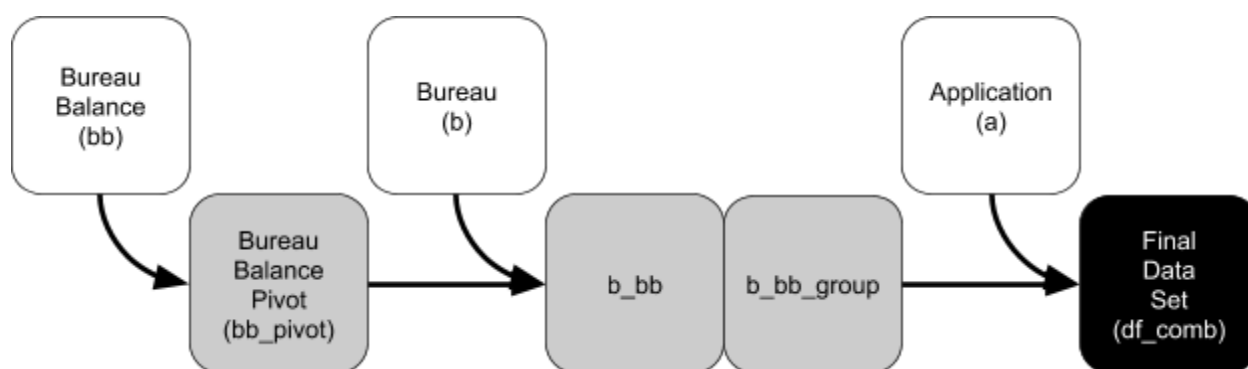 Bureau
Balance
(bb)
Bureau
(b)
Application
(a)
Bureau
Balance
Pivot
(bb_pivot)
b_bb
b_bb_group
Final
Data
Set
(df_comb)